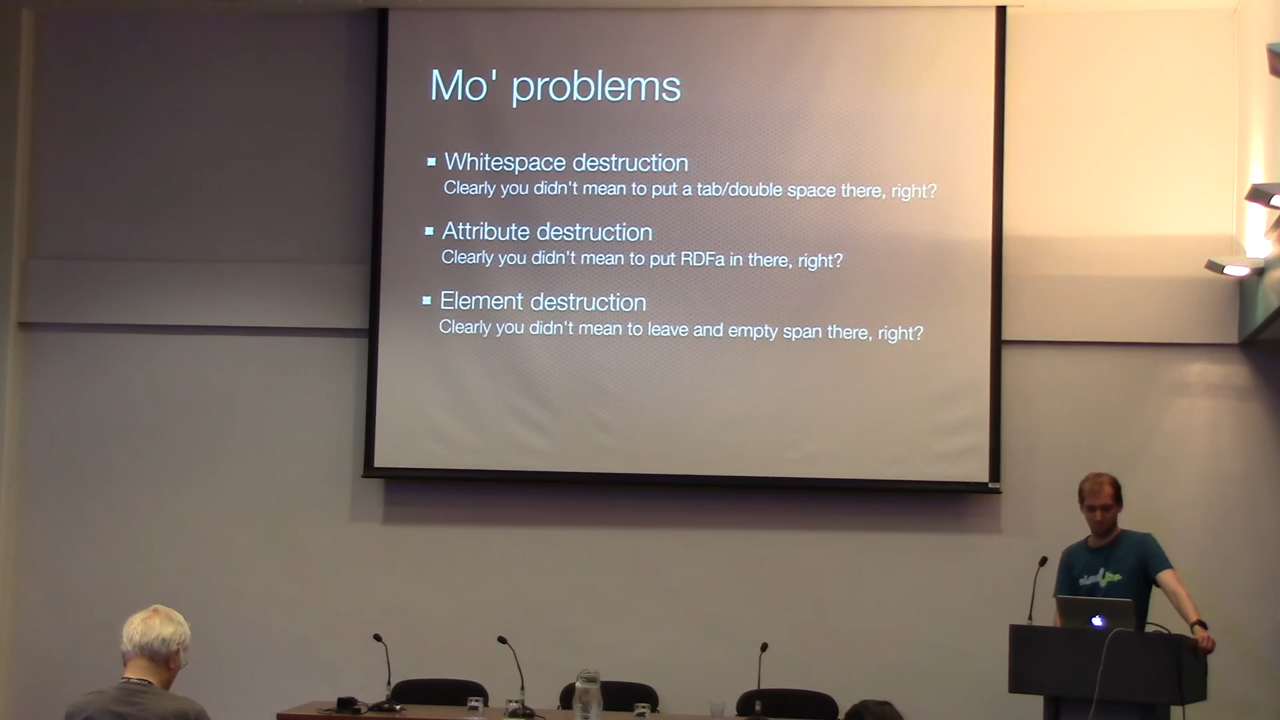 Mo' problems
Whitespace destruction
Clearly you didn't mean to put a tab/double space there, right?
Attribute destruction
Clearly you didn't mean to put RDFa in there, right?
Element destruction
Clearly you didn't mean to leave and empty span there, right?